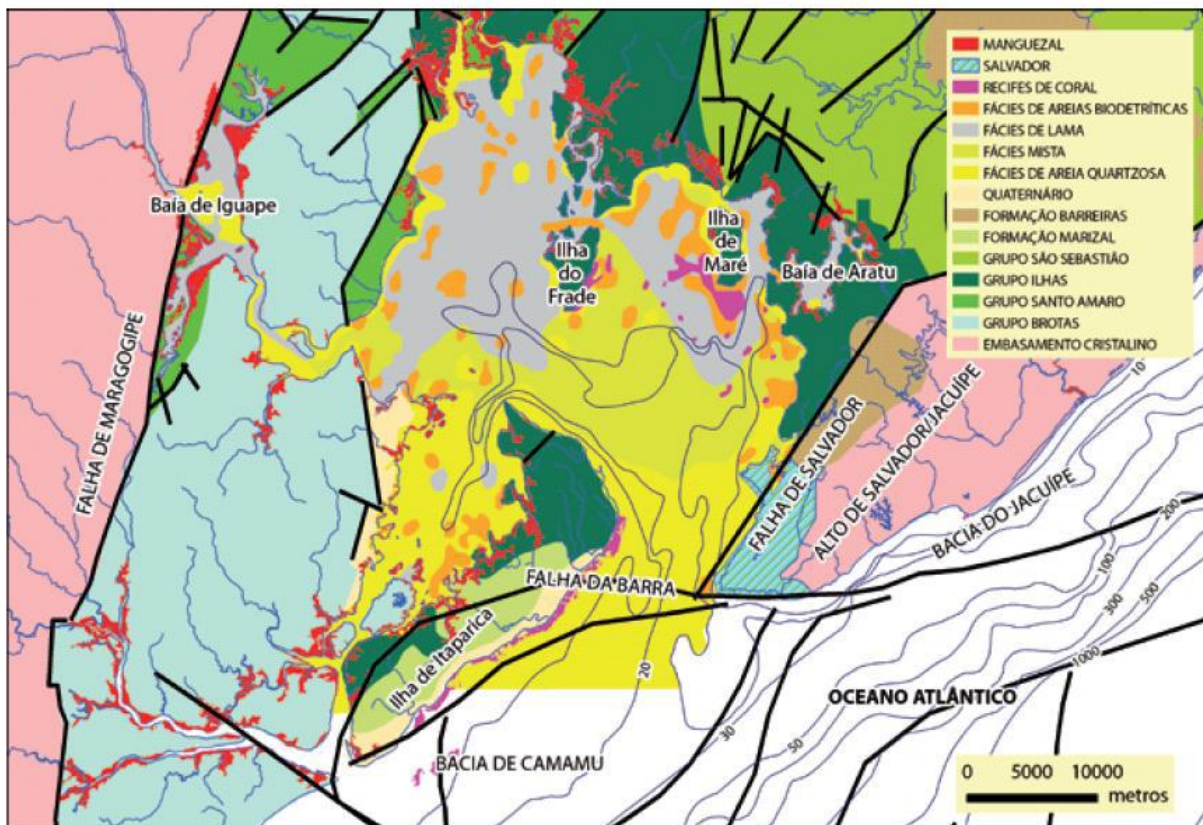 MANGUEZAL
SALVADOR
RECIFES DE CORAL
FÁCIES DE AREIAS BIODETRÍTICAS
FÁCIES DE LAMA
FÁCIES MISTA
FÁCIES DE AREIA QUARTZOSA
QUATERNÁRIO
FORMAÇÃO BARREIRAS
FORMAÇÃO MARIZAL
GRUPO SÃO SEBASTIÃO
GRUPO ILHAS
GRUPO SANTO AMARO
GRUPO BROTAS
EMBASAMENTO CRISTALINO
Baía de Iguape
Ilha
do
Frade
Ilha
de
Maré
Baía de Aratu
FALHA DE MARAGOGIPE
FALHA DE SALVADOR
ALTO DE SALVADOR/JACUÍPE
BACIA DO JACUÍPE
FALHA DA BARRA
Ilha de Itaparica
BACIA DE CAMAMU
OCEANO ATLÂNTICO
10
200
100
300
500
1000
20
30
50
0 5000 10000
metros